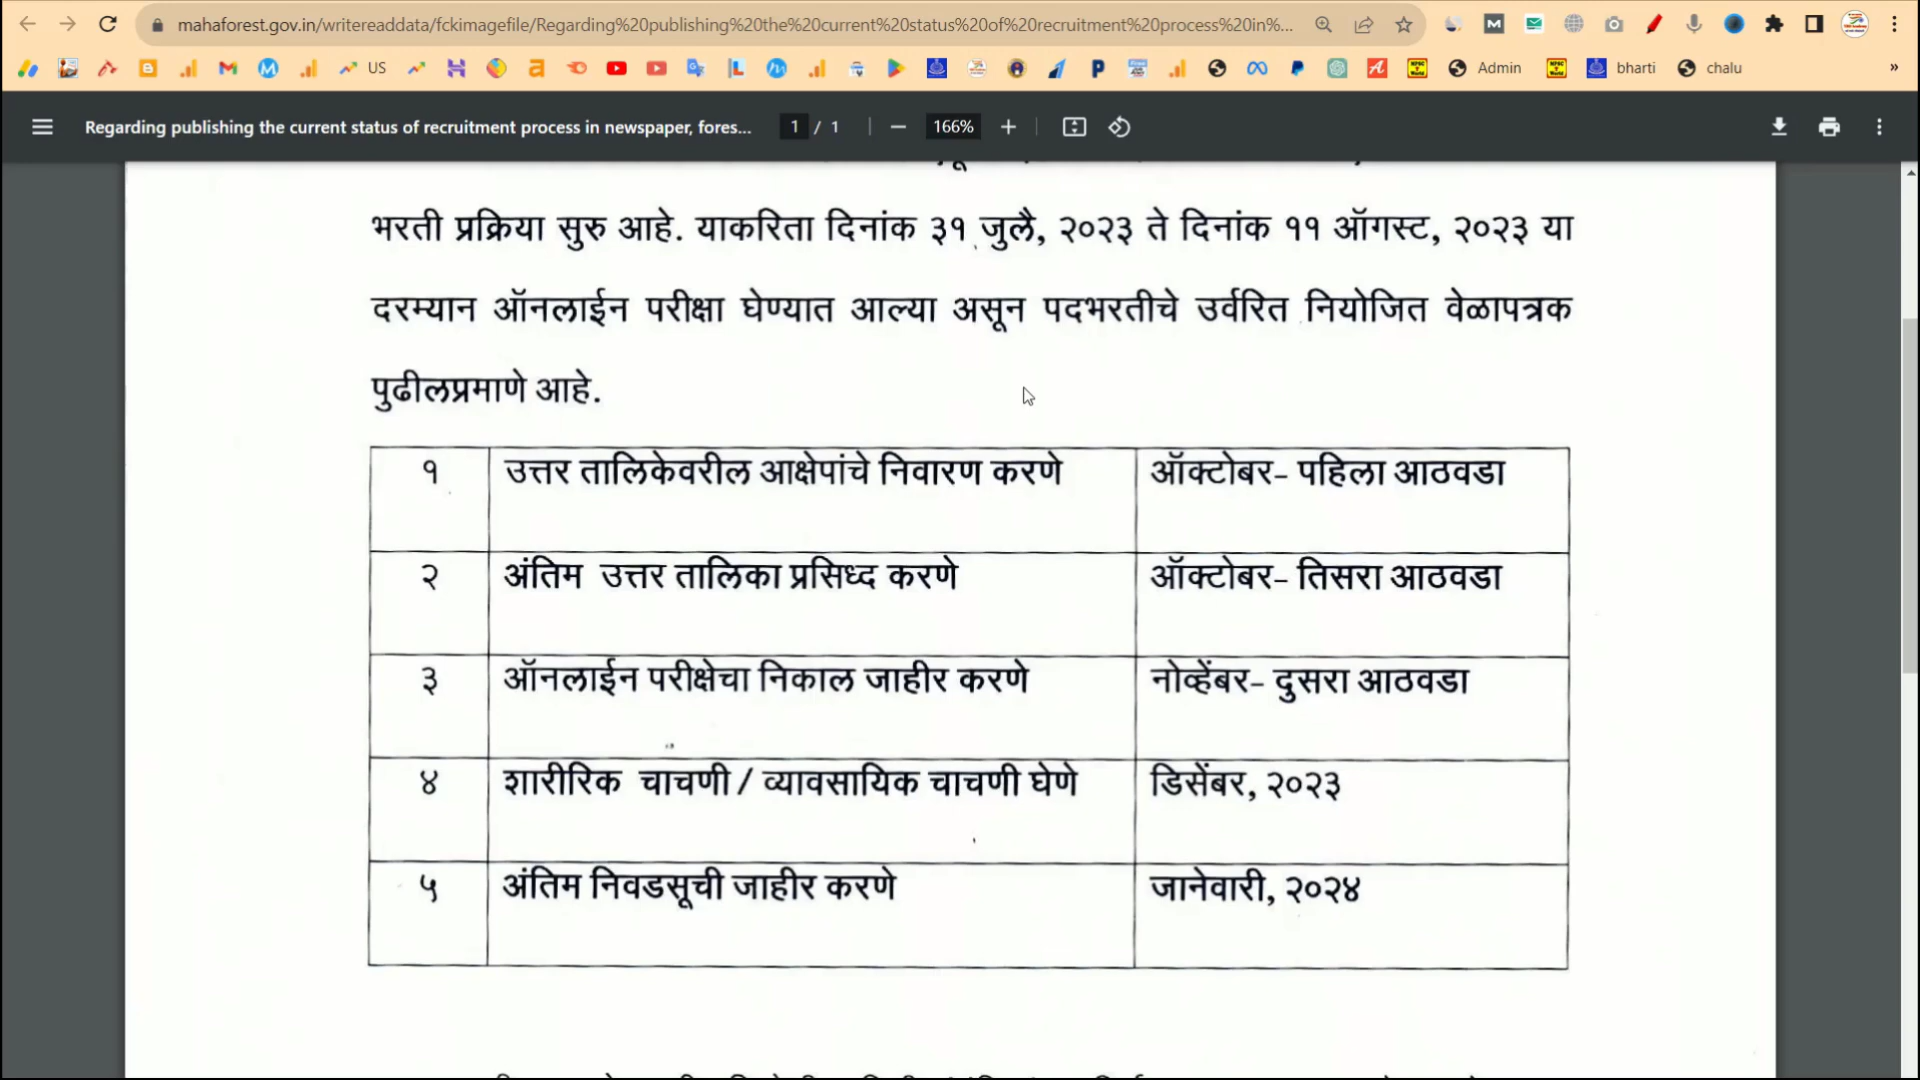 mahaforest.gov.in/writereaddata/fckimagefile/Regarding%20publishing%20the%20current%20status%20of%20recruitment%20process%20in%...
US
Admin
bharti
chalu
»
Regarding publishing the current status of recruitment process in newspaper, fores... 1 / 1 166%
भरती प्रक्रिया सुरु आहे. याकरिता दिनांक ३१ जुलै, २०२३ ते दिनांक ११ ऑगस्ट, २०२३ या
दरम्यान ऑनलाईन परीक्षा घेण्यात आल्या असून पदभरतीचे उर्वरित नियोजित वेळापत्रक
पुढीलप्रमाणे आहे.
१ उत्तर तालिकेवरील आक्षेपांचे निवारण करणे ऑक्टोबर- पहिला आठवडा
२ अंतिम उत्तर तालिका प्रसिध्द करणे ऑक्टोबर- तिसरा आठवडा
३ ऑनलाईन परीक्षेचा निकाल जाहीर करणे नोव्हेंबर- दुसरा आठवडा
४ शारीरिक चाचणी / व्यावसायिक चाचणी घेणे डिसेंबर, २०२३
५ अंतिम निवडसूची जाहीर करणे जानेवारी, २०२४